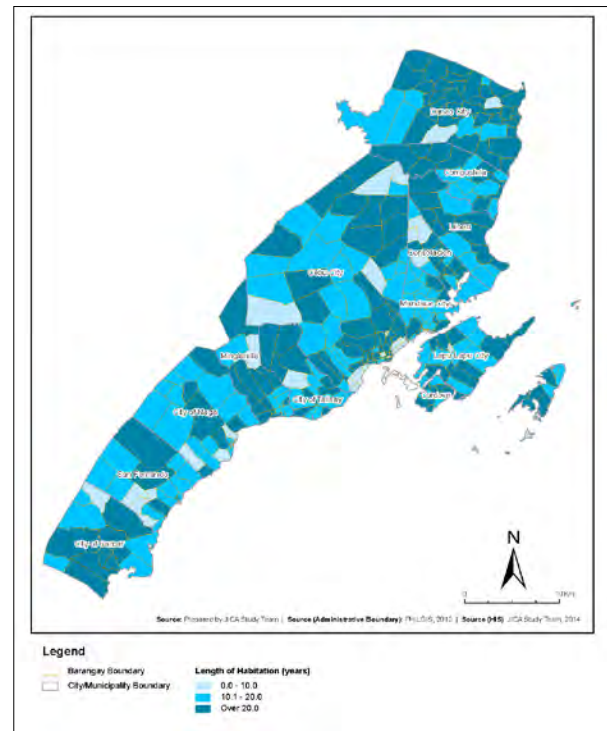 Danao City
Compostela
Liloan
Consolacion
Cebu City
Mandaue City
Lapu-Lapu City
Minglanilla
City of Talisay
Cordova
City of Naga
San Fernando
City of Carcar
N
0
Source: Prepared by JICA Study Team | Source (Administrative Boundary): PhilGIS, 2013 | Source (HIS) JICA Study Team, 2014
Legend
Barangay Boundary
City/Municipality Boundary
Length of Habitation (years)
0.0 - 10.0
10.1 - 20.0
Over 20.0